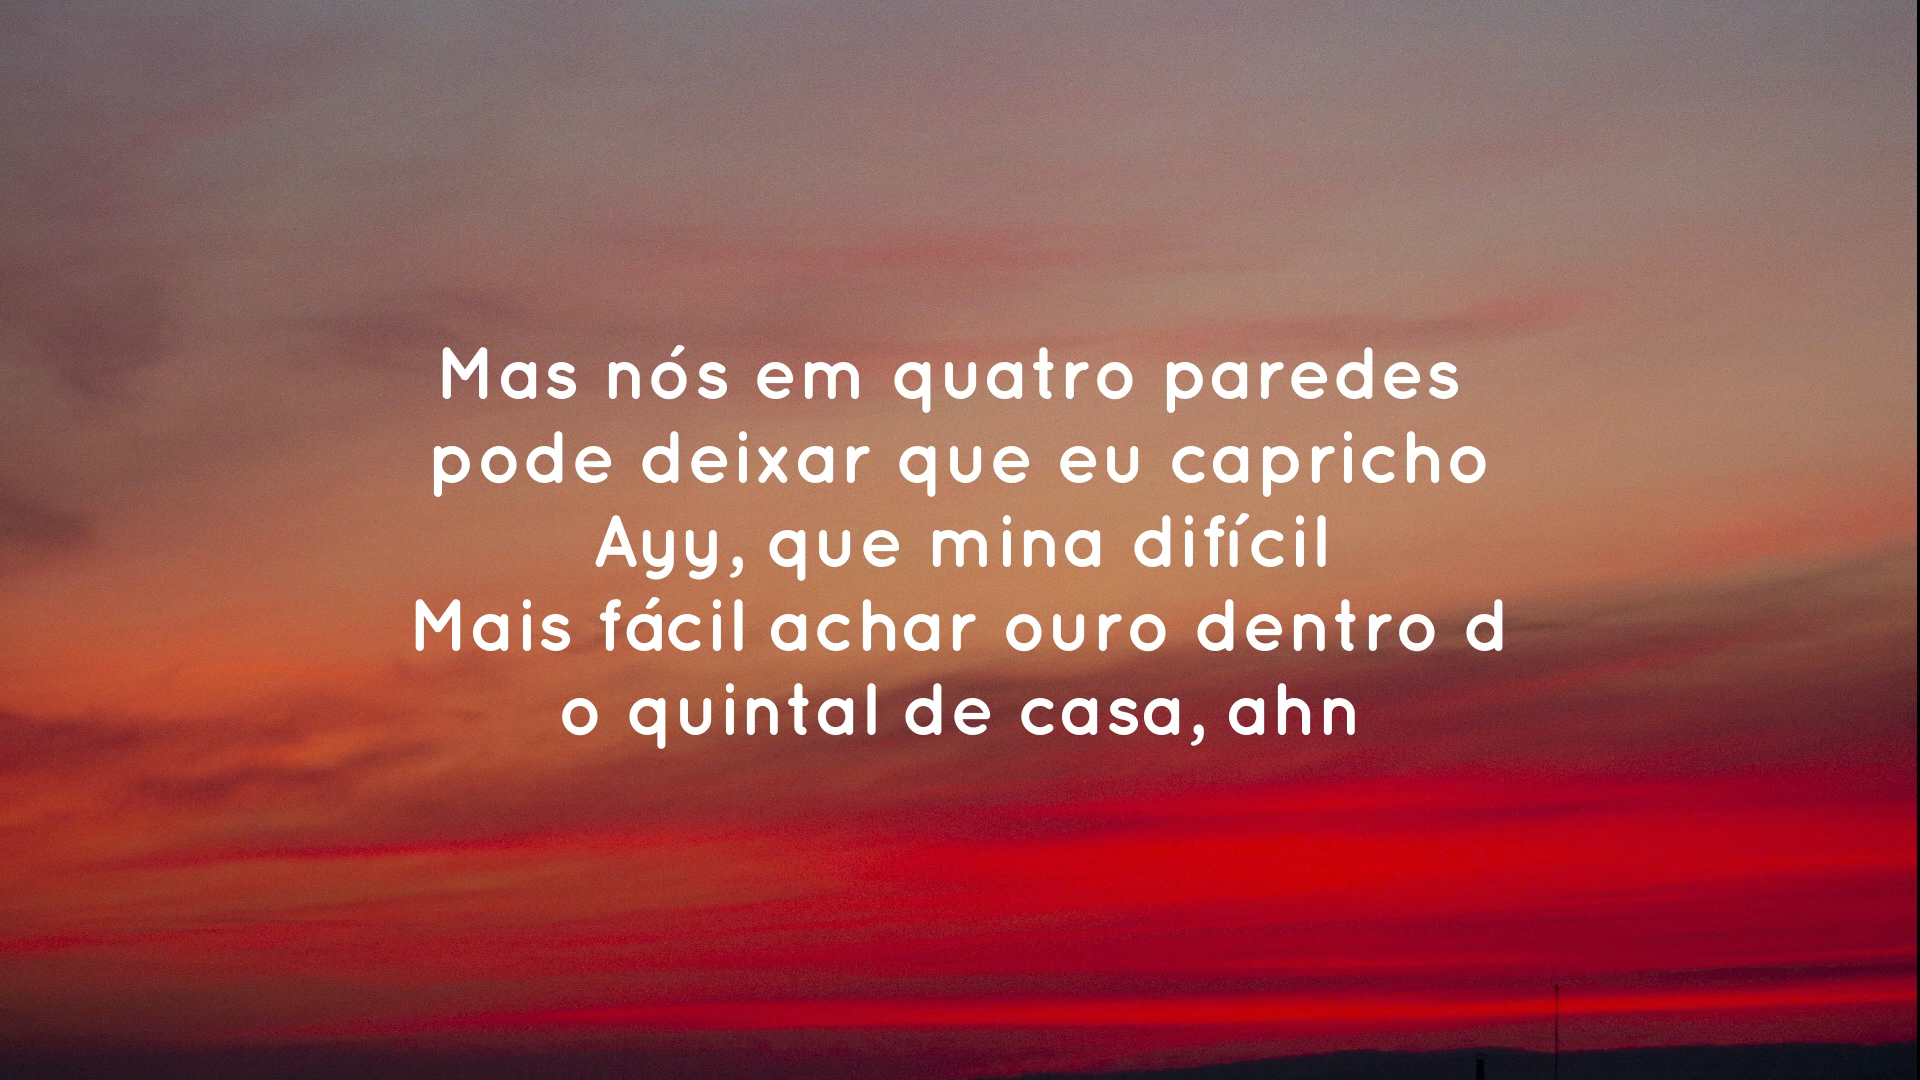 Mas nós em quatro paredes
pode deixar que eu capricho
Ayy, que mina difícil
Mais fácil achar ouro dentro d
o quintal de casa, ahn